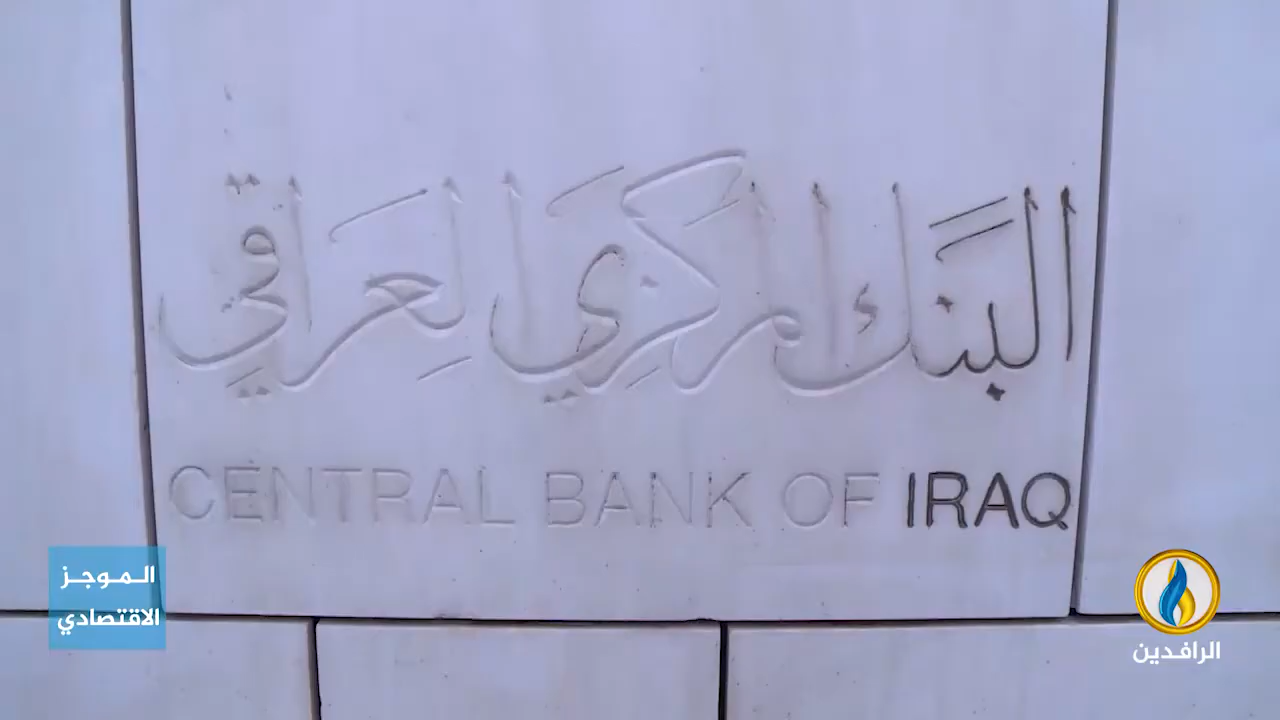 البنك المركزي العراقي
CENTRAL BANK OF IRAQ
الموجز
الاقتصادي
الرافدين